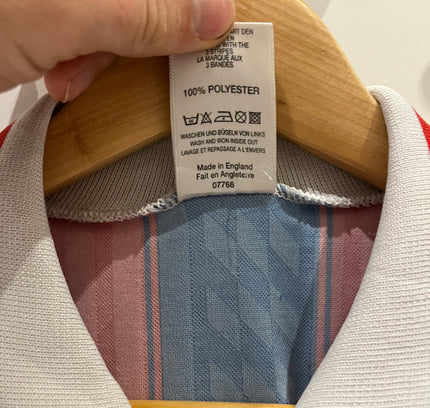 MIT DEN
EN
D WITH THE
3 STRIPES
LA MARQUE AUX
3 BANDES
100% POLYESTER
WASCHEN UND BÜGELN VON LINKS
WASH AND IRON INSIDE OUT
LAVAGE ET REPASSAGE A L'ENVERS
Made in England
Fait en Angleterre
07766